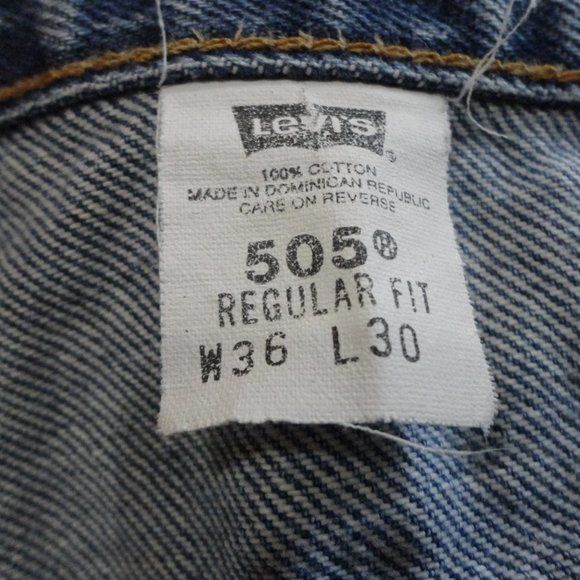 Levi's®
100% COTTON
MADE IN DOMINICAN REPUBLIC
CARE ON REVERSE
505®
REGULAR FIT
W36 L30